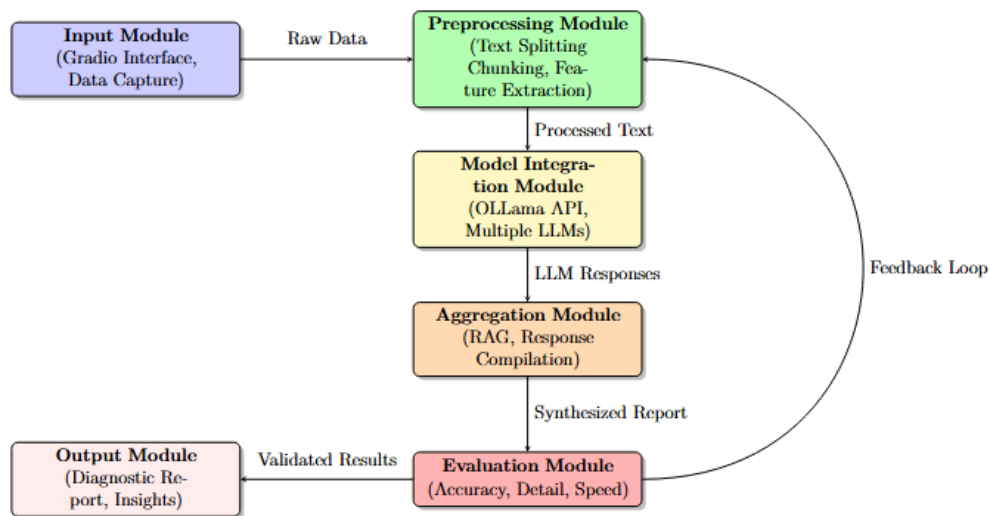 Input Module
(Gradio Interface,
Data Capture)
Raw Data
Preprocessing Module
(Text Splitting
Chunking, Fea-
ture Extraction)
Processed Text
Model Integra-
tion Module
(OLLama API,
Multiple LLMs)
LLM Responses
Feedback Loop
Aggregation Module
(RAG, Response
Compilation)
Synthesized Report
Evaluation Module
(Accuracy, Detail, Speed)
Validated Results
Output Module
(Diagnostic Re-
port, Insights)